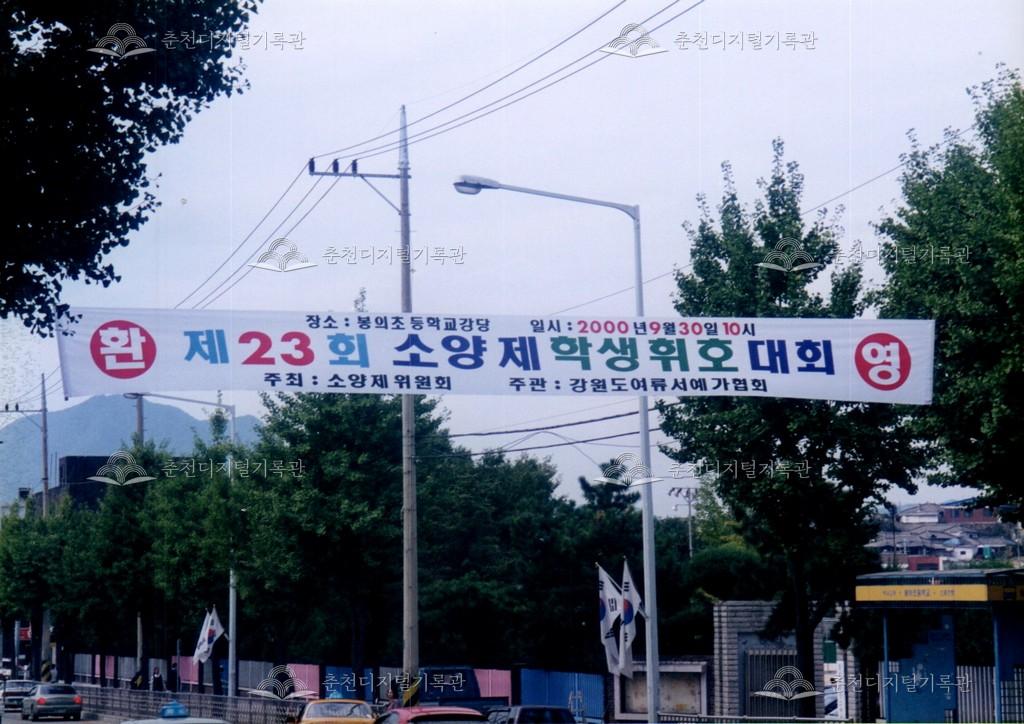 춘천디지털기록관 춘천디지털기록관
춘천디지털기록관 춘천디지털기록관
장소 : 봉의초등학교강당 일시 : 2000년9월30일10시
환 제23회 소양제 학생휘호대회 영
주최 : 소양제위원회 주관 : 강원도여류서예가협회
춘천디지털기록관 춘천디지털기록관
춘천디지털기록관 춘천디지털기록관